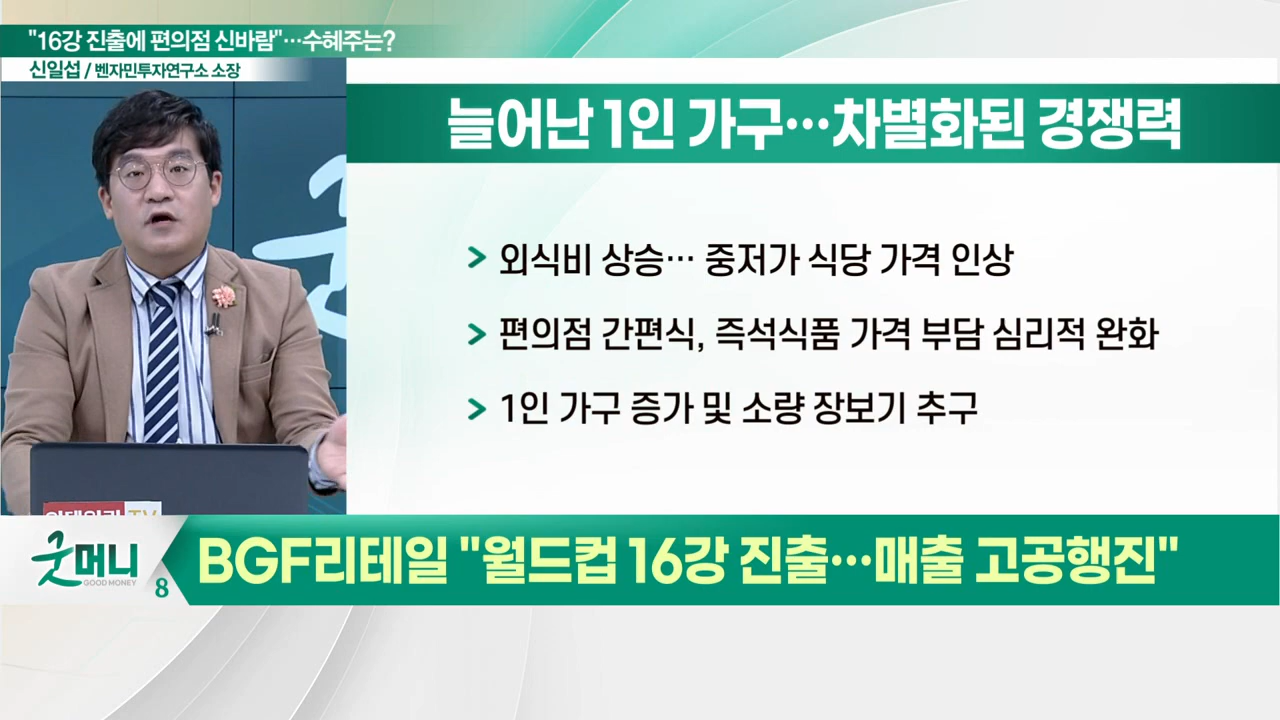 "16강 진출에 편의점 신바람"…수혜주는?
신일섭 / 벤자민투자연구소 소장
늘어난 1인 가구…차별화된 경쟁력
> 외식비 상승… 중저가 식당 가격 인상
> 편의점 간편식, 즉석식품 가격 부담 심리적 완화
> 1인 가구 증가 및 소량 장보기 추구
TV
굿머니
GOOD MONEY
8
BGF리테일 "월드컵 16강 진출…매출 고공행진"